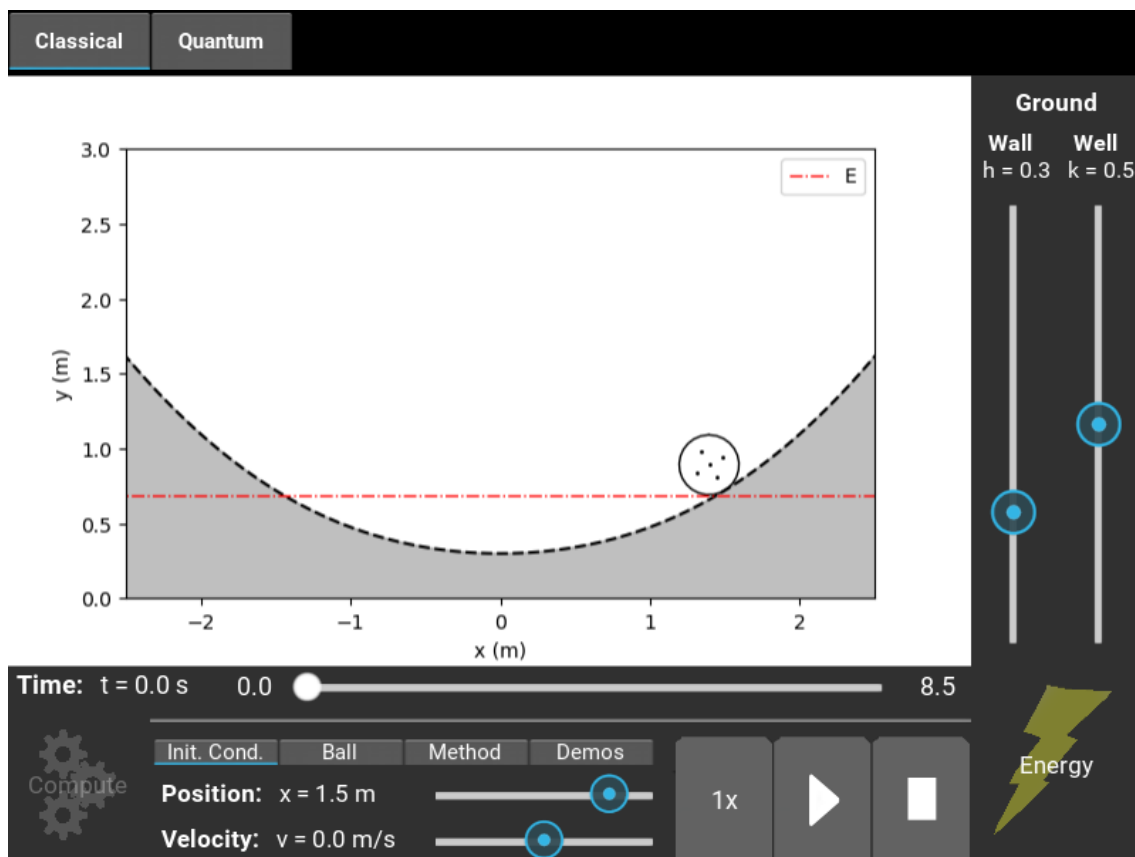 Classical Quantum
Ground
Wall Well
h = 0.3 k = 0.5
E
3.0
2.5
2.0
1.5
1.0
0.5
0.0
y (m)
−2 −1 0 1 2
x (m)
Time: t = 0.0 s 0.0 8.5
Init. Cond. Ball Method Demos
Compute
Position: x = 1.5 m
Velocity: v = 0.0 m/s
1x
Energy